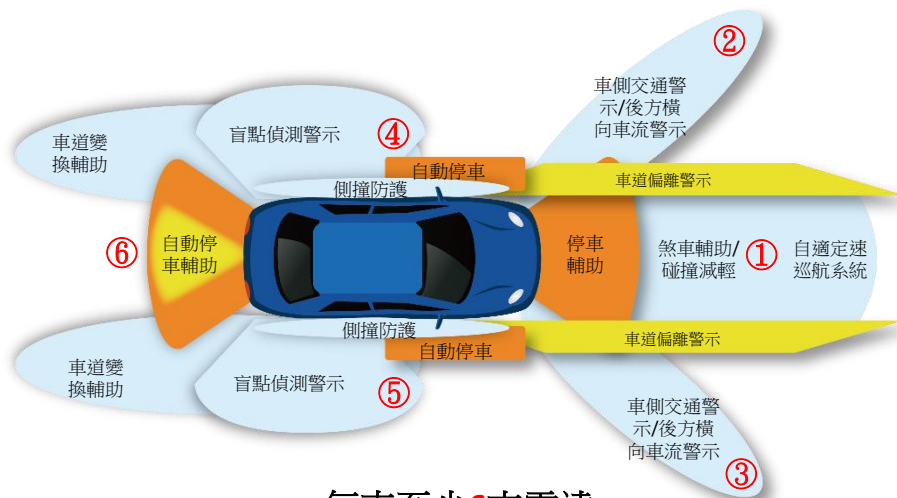 ②
車側交通警
示/後方橫
向車流警示
車道變
換輔助
盲點偵測警示
④
自動停車
側撞防護
車道偏離警示
⑥
自動停
車輔助
停車
輔助
煞車輔助/
碰撞減輕
①
自適定速
巡航系統
側撞防護
自動停車
車道偏離警示
車道變
換輔助
盲點偵測警示
⑤
車側交通警
示/後方橫
向車流警示
③